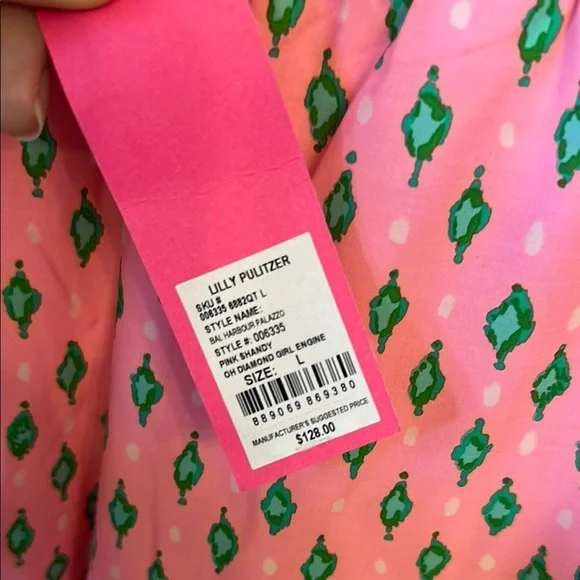 LILLY PULITZER
SKU #
006335 6882QT L
STYLE NAME:
BAL HARBOUR PALAZZO
STYLE #: 006335
PINK SHANDY
OH DIAMOND GIRL ENGINE
SIZE: L
889069 869380
MANUFACTURER'S SUGGESTED PRICE
$128.00